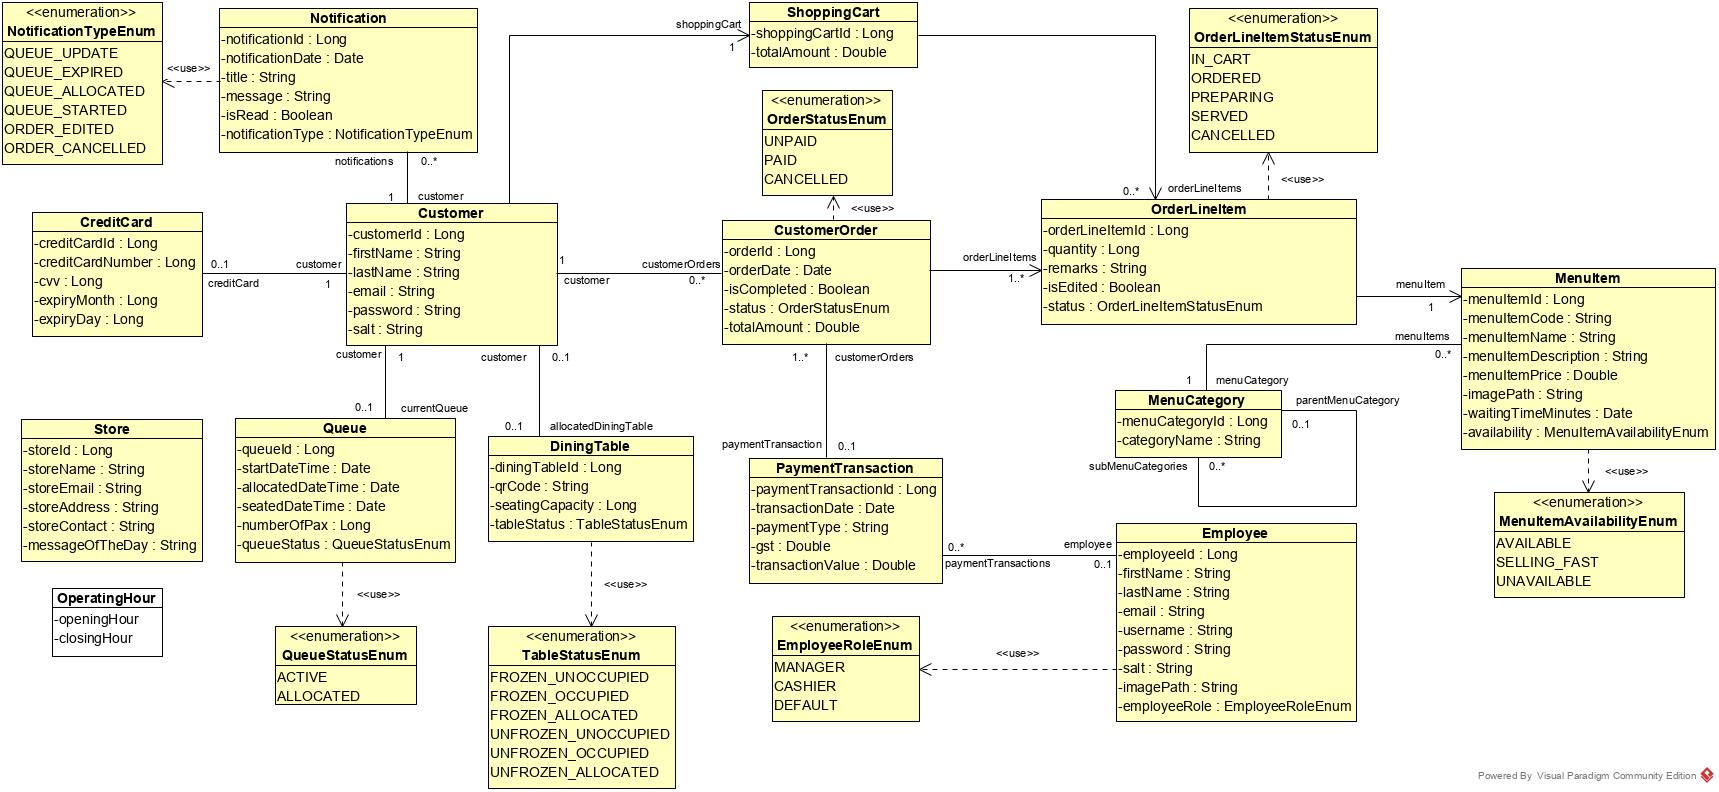 <<enumeration>>
NotificationTypeEnum
QUEUE_UPDATE
QUEUE_EXPIRED
QUEUE_ALLOCATED
QUEUE_STARTED
ORDER_EDITED
ORDER_CANCELLED
<<use>>
Notification
-notificationId : Long
-notificationDate : Date
-title : String
-message : String
-isRead : Boolean
-notificationType : NotificationTypeEnum
notifications
0..*
1
customer
shoppingCart
1
ShoppingCart
-shoppingCartId : Long
-totalAmount : Double
<<enumeration>>
OrderStatusEnum
UNPAID
PAID
CANCELLED
<<use>>
<<enumeration>>
OrderLineItemStatusEnum
IN_CART
ORDERED
PREPARING
SERVED
CANCELLED
<<use>>
0..*
orderLineItems
CreditCard
-creditCardId : Long
-creditCardNumber : Long
-cvv : Long
-expiryMonth : Long
-expiryDay : Long
0..1
creditCard
customer
1
Customer
-customerId : Long
-firstName : String
-lastName : String
-email : String
-password : String
-salt : String
1
customer
customerOrders
0..*
CustomerOrder
-orderId : Long
-orderDate : Date
-isCompleted : Boolean
-status : OrderStatusEnum
-totalAmount : Double
orderLineItems
1..*
OrderLineItem
-orderLineItemId : Long
-quantity : Long
-remarks : String
-isEdited : Boolean
-status : OrderLineItemStatusEnum
menuItem
1
MenuItem
-menuItemId : Long
-menuItemCode : String
-menuItemName : String
-menuItemDescription : String
-menuItemPrice : Double
-imagePath : String
-waitingTimeMinutes : Date
-availability : MenuItemAvailabilityEnum
menuItems
0..*
1
menuCategory
MenuCategory
-menuCategoryId : Long
-categoryName : String
parentMenuCategory
0..1
subMenuCategories
0..*
<<use>>
<<enumeration>>
MenuItemAvailabilityEnum
AVAILABLE
SELLING_FAST
UNAVAILABLE
customer
1
0..1
currentQueue
customer
0..1
0..1
allocatedDiningTable
1..*
customerOrders
paymentTransaction
0..1
Store
-storeId : Long
-storeName : String
-storeEmail : String
-storeAddress : String
-storeContact : String
-messageOfTheDay : String
OperatingHour
-openingHour
-closingHour
Queue
-queueId : Long
-startDateTime : Date
-allocatedDateTime : Date
-seatedDateTime : Date
-numberOfPax : Long
-queueStatus : QueueStatusEnum
<<use>>
<<enumeration>>
QueueStatusEnum
ACTIVE
ALLOCATED
DiningTable
-diningTableId : Long
-qrCode : String
-seatingCapacity : Long
-tableStatus : TableStatusEnum
<<use>>
<<enumeration>>
TableStatusEnum
FROZEN_UNOCCUPIED
FROZEN_OCCUPIED
FROZEN_ALLOCATED
UNFROZEN_UNOCCUPIED
UNFROZEN_OCCUPIED
UNFROZEN_ALLOCATED
PaymentTransaction
-paymentTransactionId : Long
-transactionDate : Date
-paymentType : String
-gst : Double
-transactionValue : Double
0..*
paymentTransactions
employee
0..1
Employee
-employeeId : Long
-firstName : String
-lastName : String
-email : String
-username : String
-password : String
-salt : String
-imagePath : String
-employeeRole : EmployeeRoleEnum
<<use>>
<<enumeration>>
EmployeeRoleEnum
MANAGER
CASHIER
DEFAULT
Powered By Visual Paradigm Community Edition